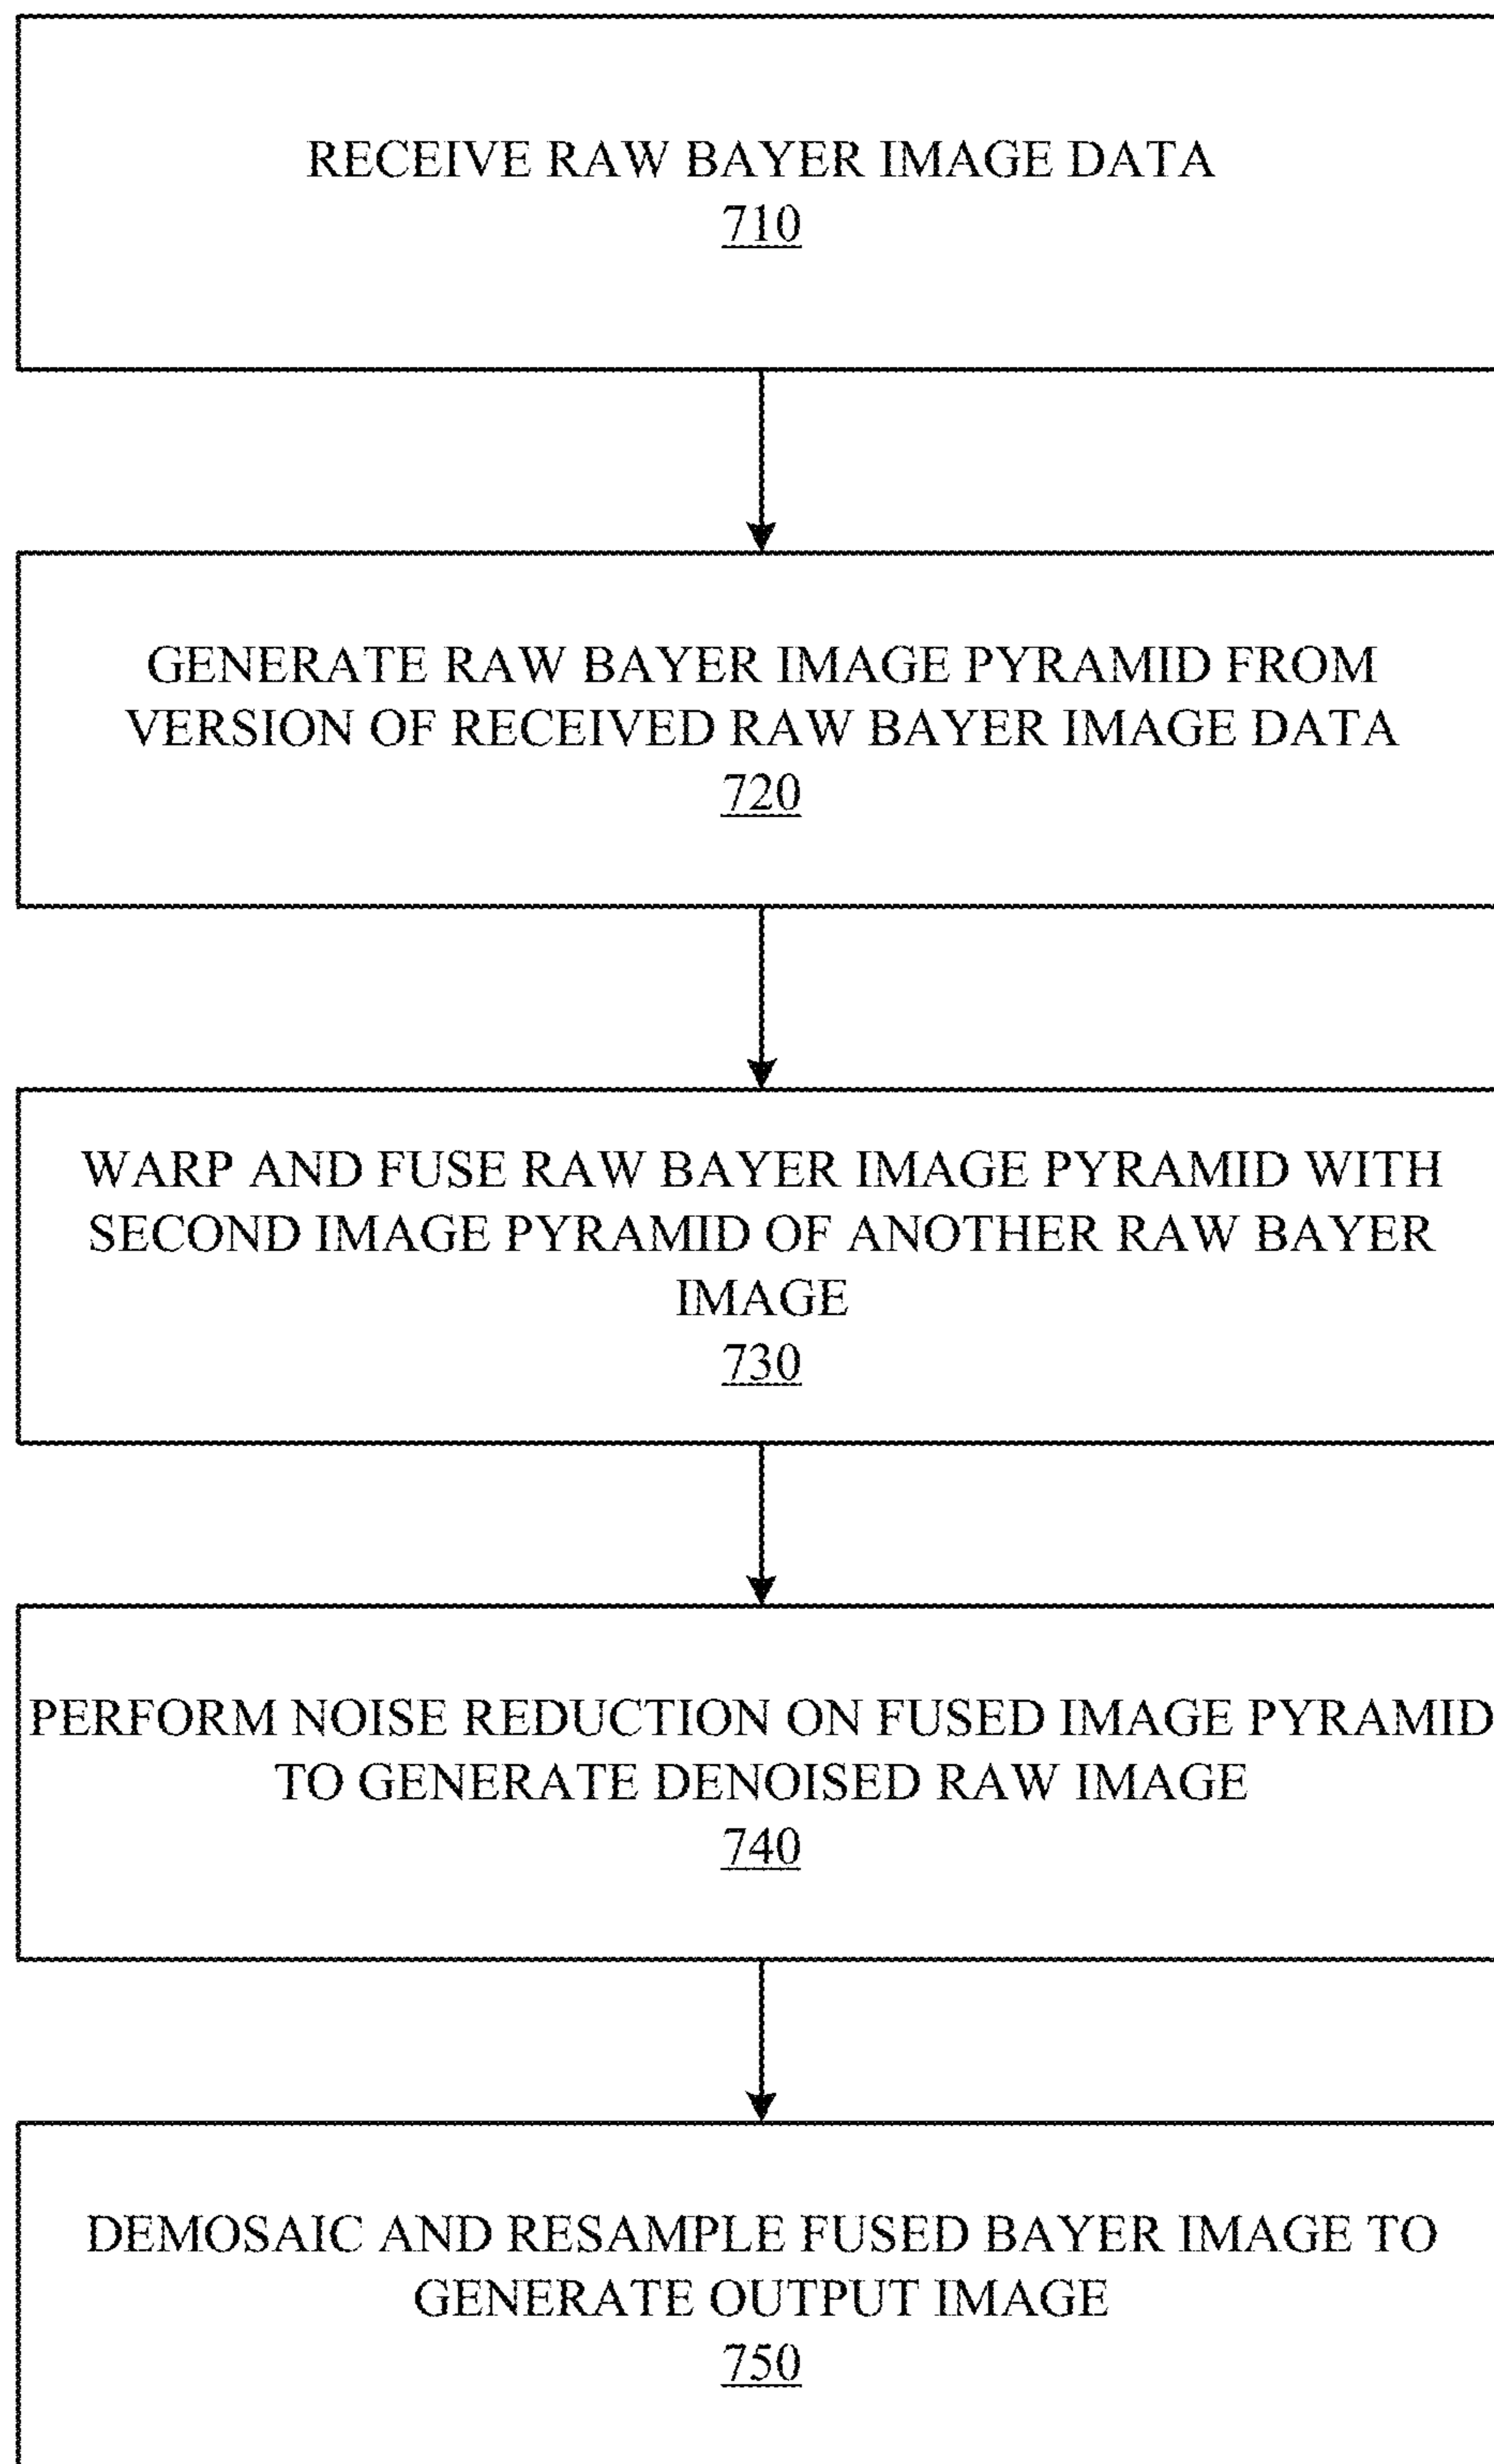 RECEIVE RAW BAYER IMAGE DATA
710
GENERATE RAW BAYER IMAGE PYRAMID FROM
VERSION OF RECEIVED RAW BAYER IMAGE DATA
720
WARP AND FUSE RAW BAYER IMAGE PYRAMID WITH
SECOND IMAGE PYRAMID OF ANOTHER RAW BAYER
IMAGE
730
PERFORM NOISE REDUCTION ON FUSED IMAGE PYRAMID
TO GENERATE DENOISED RAW IMAGE
740
DEMOSAIC AND RESAMPLE FUSED BAYER IMAGE TO
GENERATE OUTPUT IMAGE
750